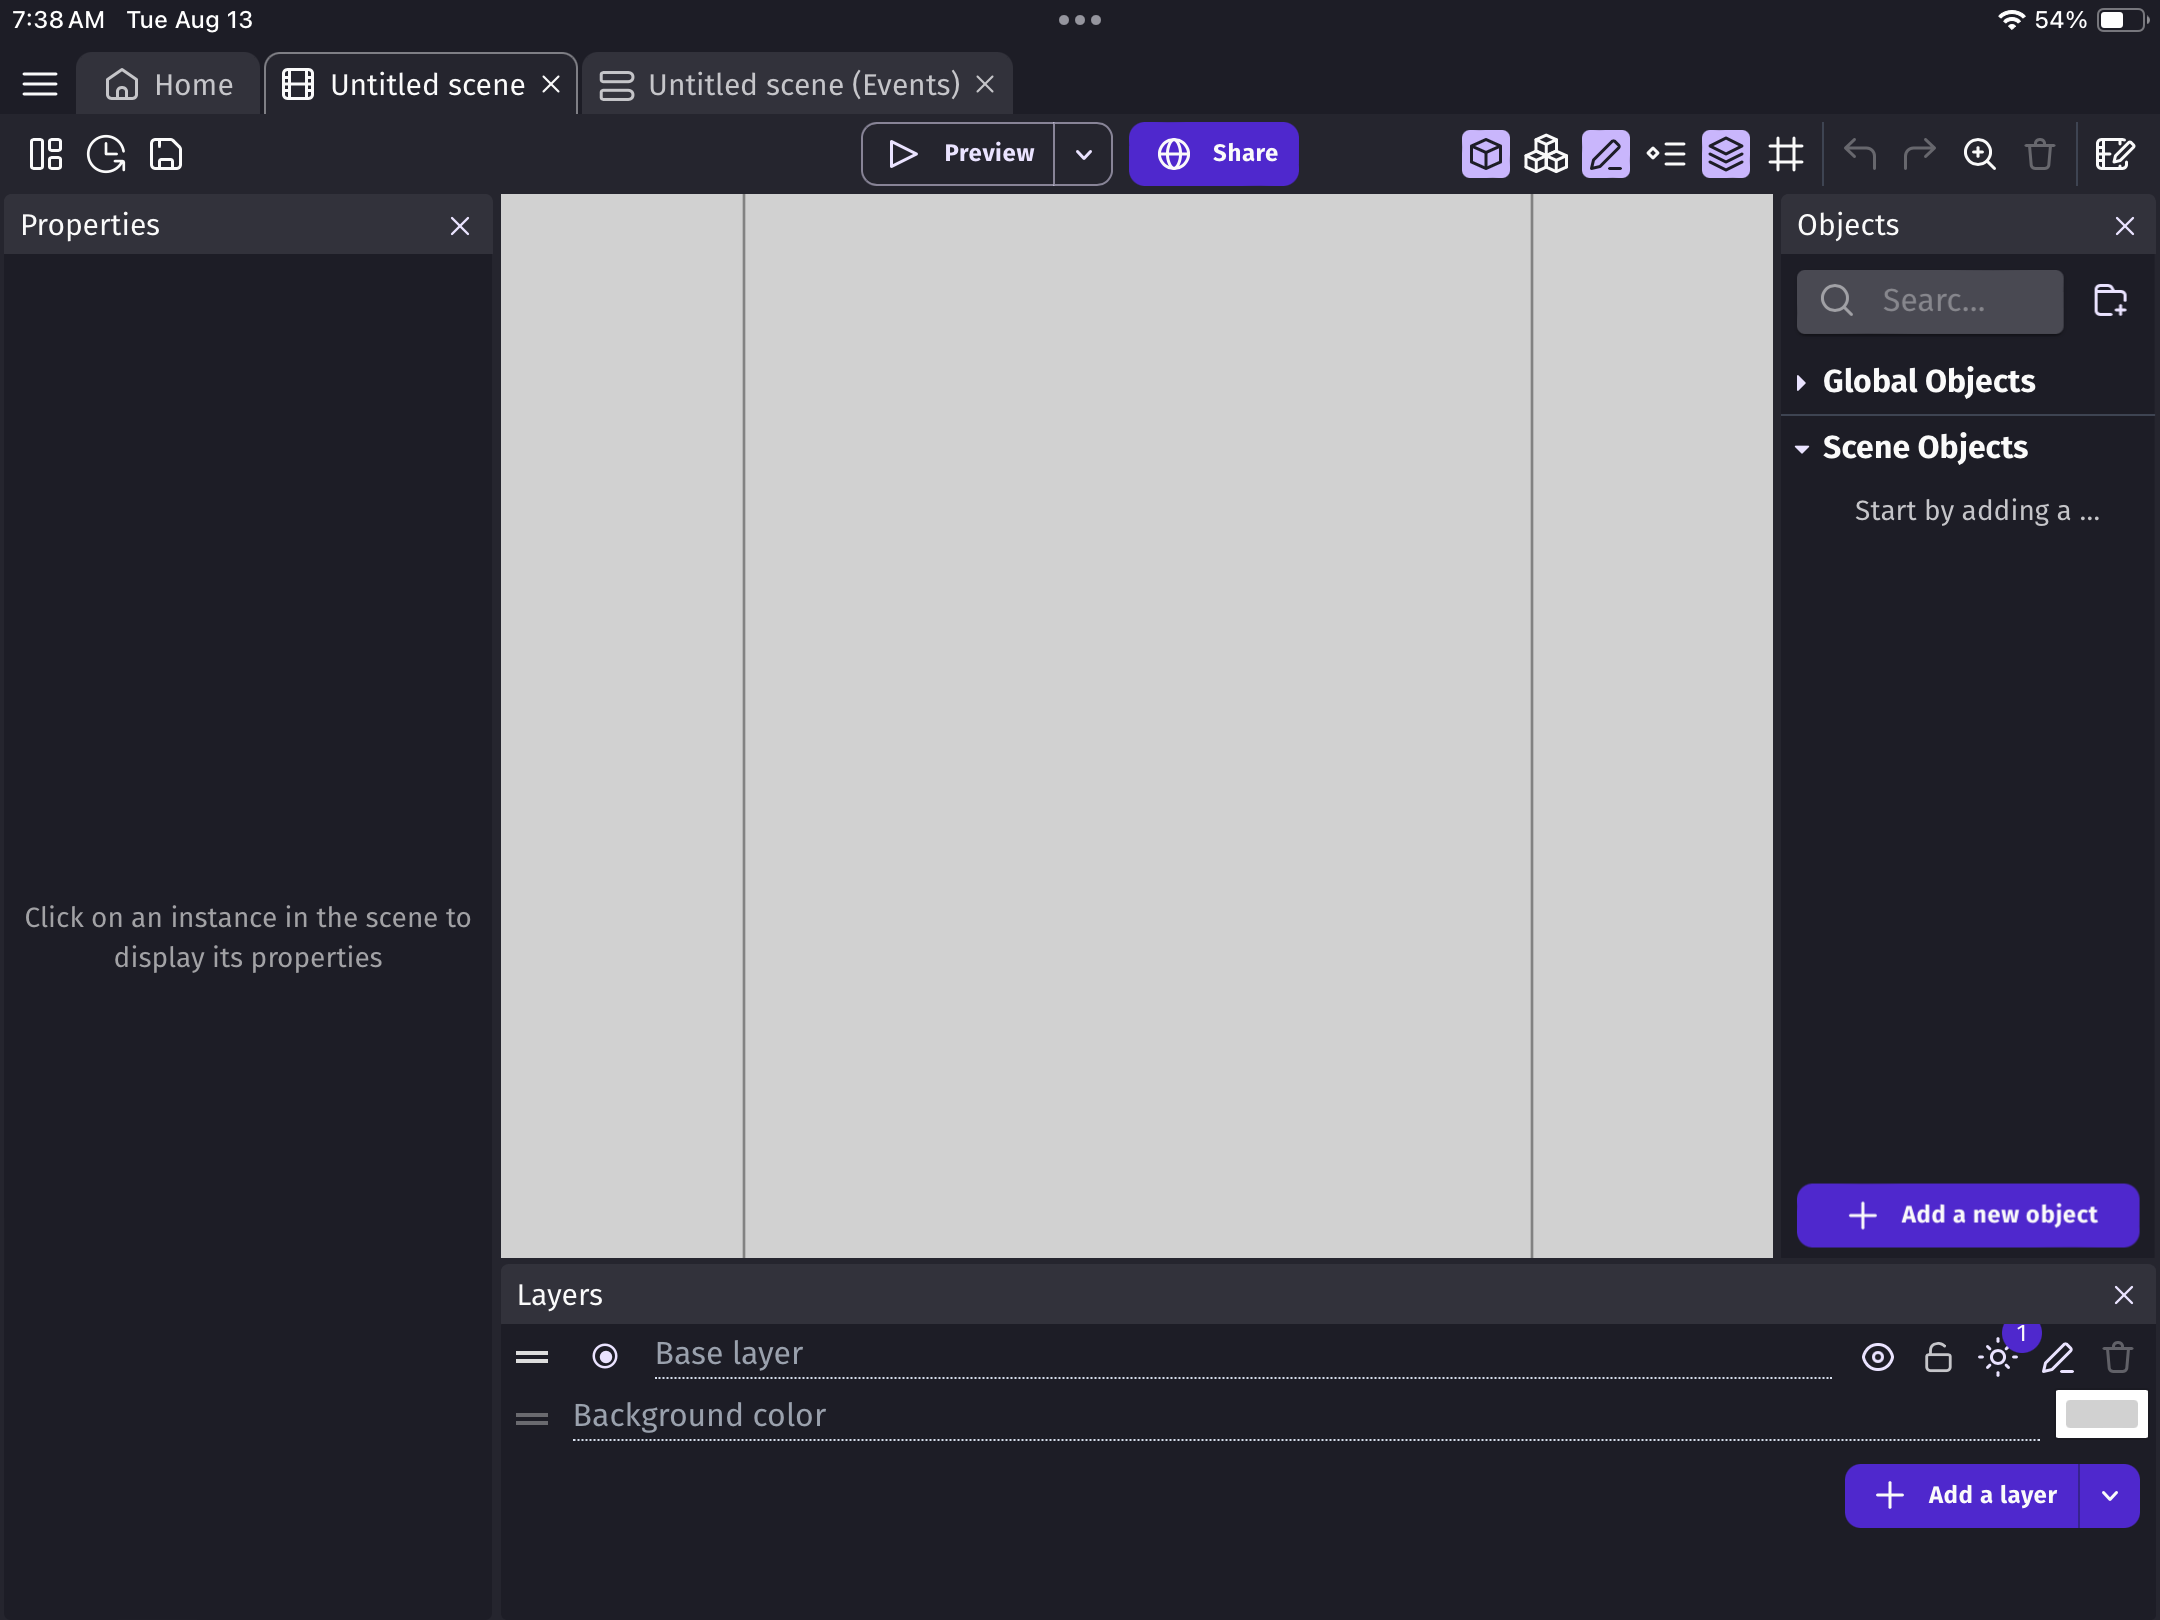 7:38 AM Tue Aug 13
54%
Home
Untitled scene
Untitled scene (Events)
Preview
Share
Properties
Objects
Searc...
Global Objects
Scene Objects
Start by adding a ...
Click on an instance in the scene to
display its properties
Add a new object
Layers
1
Base layer
Background color
Add a layer